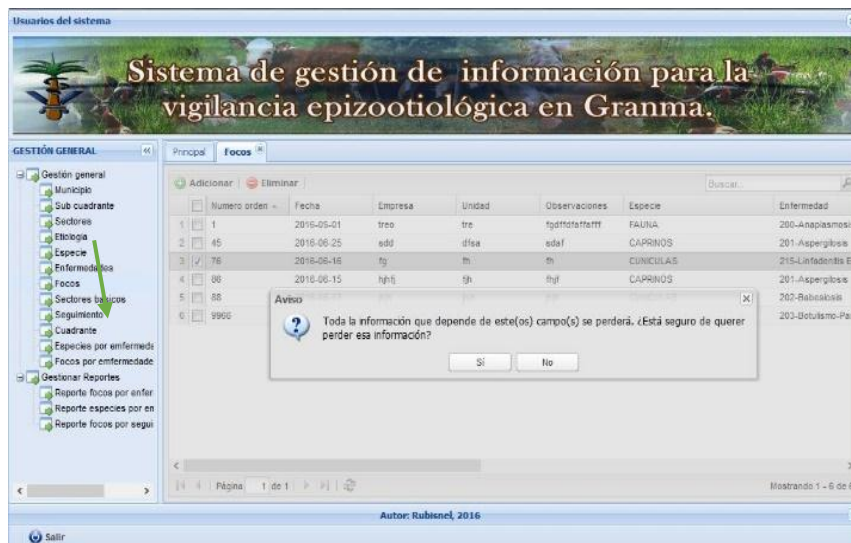 Usuarios del sistema
Sistema de gestión de información para la
vigilancia epizootiológica en Granma.
GESTIÓN GENERAL
Gestión general
Municipio
Sub cuadrante
Sectores
Etiologia
Especie
Enfermedades
Focos
Sectores basicos
Seguimiento
Cuadrante
Especies por emfermeda
Focos por emfermedade
Gestionar Reportes
Reporte focos por enfer
Reporte especies por en
Reporte focos por segui
Principal Focos
Adicionar Eliminar Buscar...
Numero orden Fecha Empresa Unidad Observaciones Especie Enfermedad
1 1 2016-05-01 treo tre FAUNA 200-Anaplasmosi
2 45 2016-06-25 sdd dfsa sdaf CAPRINOS 201-Aspergilosis
3 76 2016-06-16 fg fh fh CUNICULAS 215-Linfadenitis E
4 86 2016-06-15 hjhfj fjh fhjf CAPRINOS 201-Aspergilosis
5 88 202-Babesiosis
6 9966 203-Botulismo-Pa
Aviso
Toda la información que depende de este(os) campo(s) se perderá. ¿Está seguro de querer
perder esa información?
Sí No
Página 1 de 1 Mostrando 1 - 6 de 6
Autor: Rubisnel, 2016
Salir